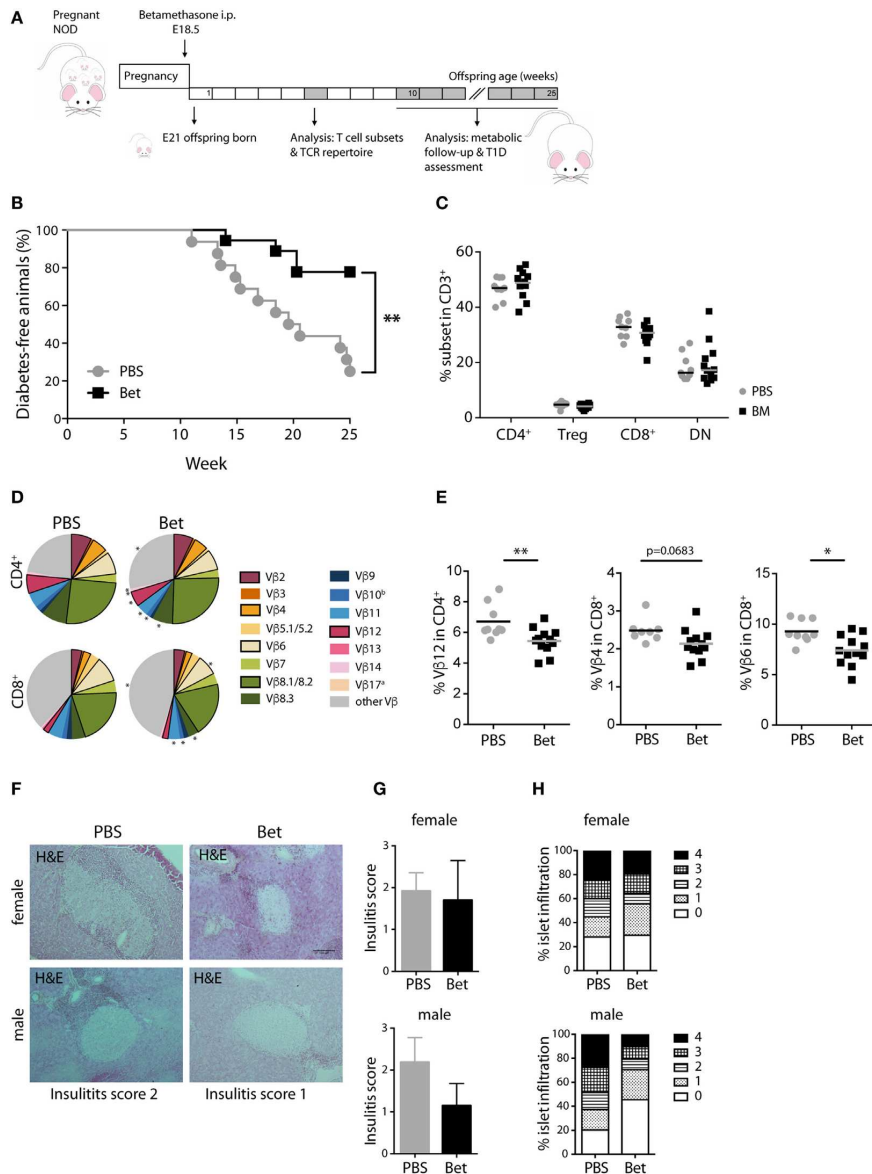 A
Pregnant
NOD
Betamethasone i.p.
E18.5
Pregnancy
Offspring age (weeks)
1
10
25
E21 offspring born
Analysis: T cell subsets
& TCR repertoire
Analysis: metabolic
follow-up & T1D
assessment
B
Diabetes-free animals (%)
100
80
60
40
20
0
**
PBS
Bet
0
5
10
15
20
25
Week
C
% subset in CD3+
60
40
20
0
CD4+
Treg
CD8+
DN
PBS
BM
D
PBS
Bet
CD4+
CD8+
Vβ2
Vβ3
Vβ4
Vβ5.1/5.2
Vβ6
Vβ7
Vβ8.1/8.2
Vβ8.3
Vβ9
Vβ10b
Vβ11
Vβ12
Vβ13
Vβ14
Vβ17a
other Vβ
E
% Vβ12 in CD4+
10
8
6
4
2
0
**
PBS
Bet
% Vβ4 in CD8+
5
4
3
2
1
0
p=0.0683
PBS
Bet
% Vβ6 in CD8+
15
10
5
0
*
PBS
Bet
F
PBS
Bet
female
H&E
H&E
male
H&E
H&E
Insulitits score 2
Insulitis score 1
G
female
Insulitis score
3
2
1
0
PBS
Bet
male
Insulitis score
3
2
1
0
PBS
Bet
H
female
% islet infiltration
100
80
60
40
20
0
PBS
Bet
4
3
2
1
0
male
% islet infiltration
100
80
60
40
20
0
PBS
Bet
4
3
2
1
0